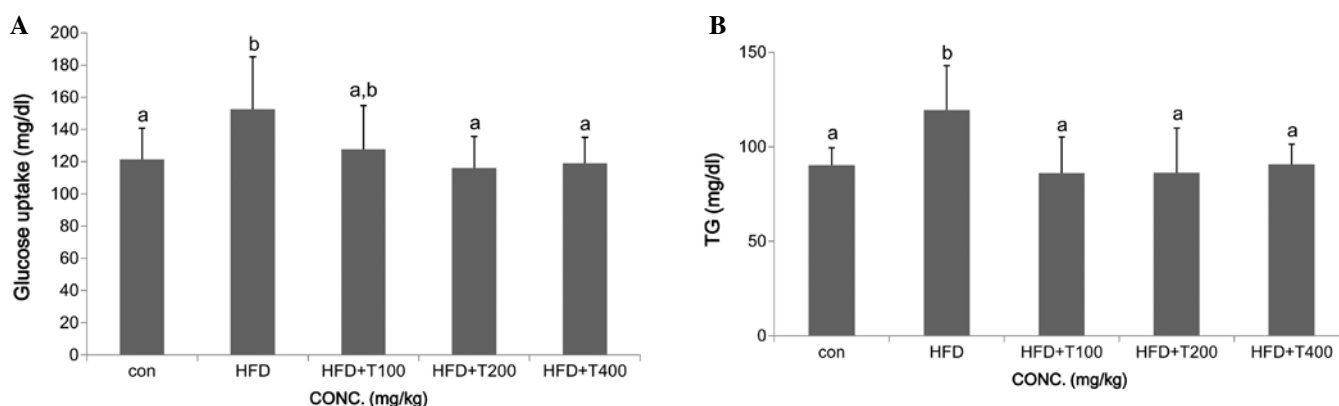 A
Glucose uptake (mg/dl)
200
180
160
140
120
100
80
60
40
20
0
a
b
a,b
a
a
con HFD HFD+T100 HFD+T200 HFD+T400
CONC. (mg/kg)
B
TG (mg/dl)
150
100
50
0
a
b
a
a
a
con HFD HFD+T100 HFD+T200 HFD+T400
CONC. (mg/kg)